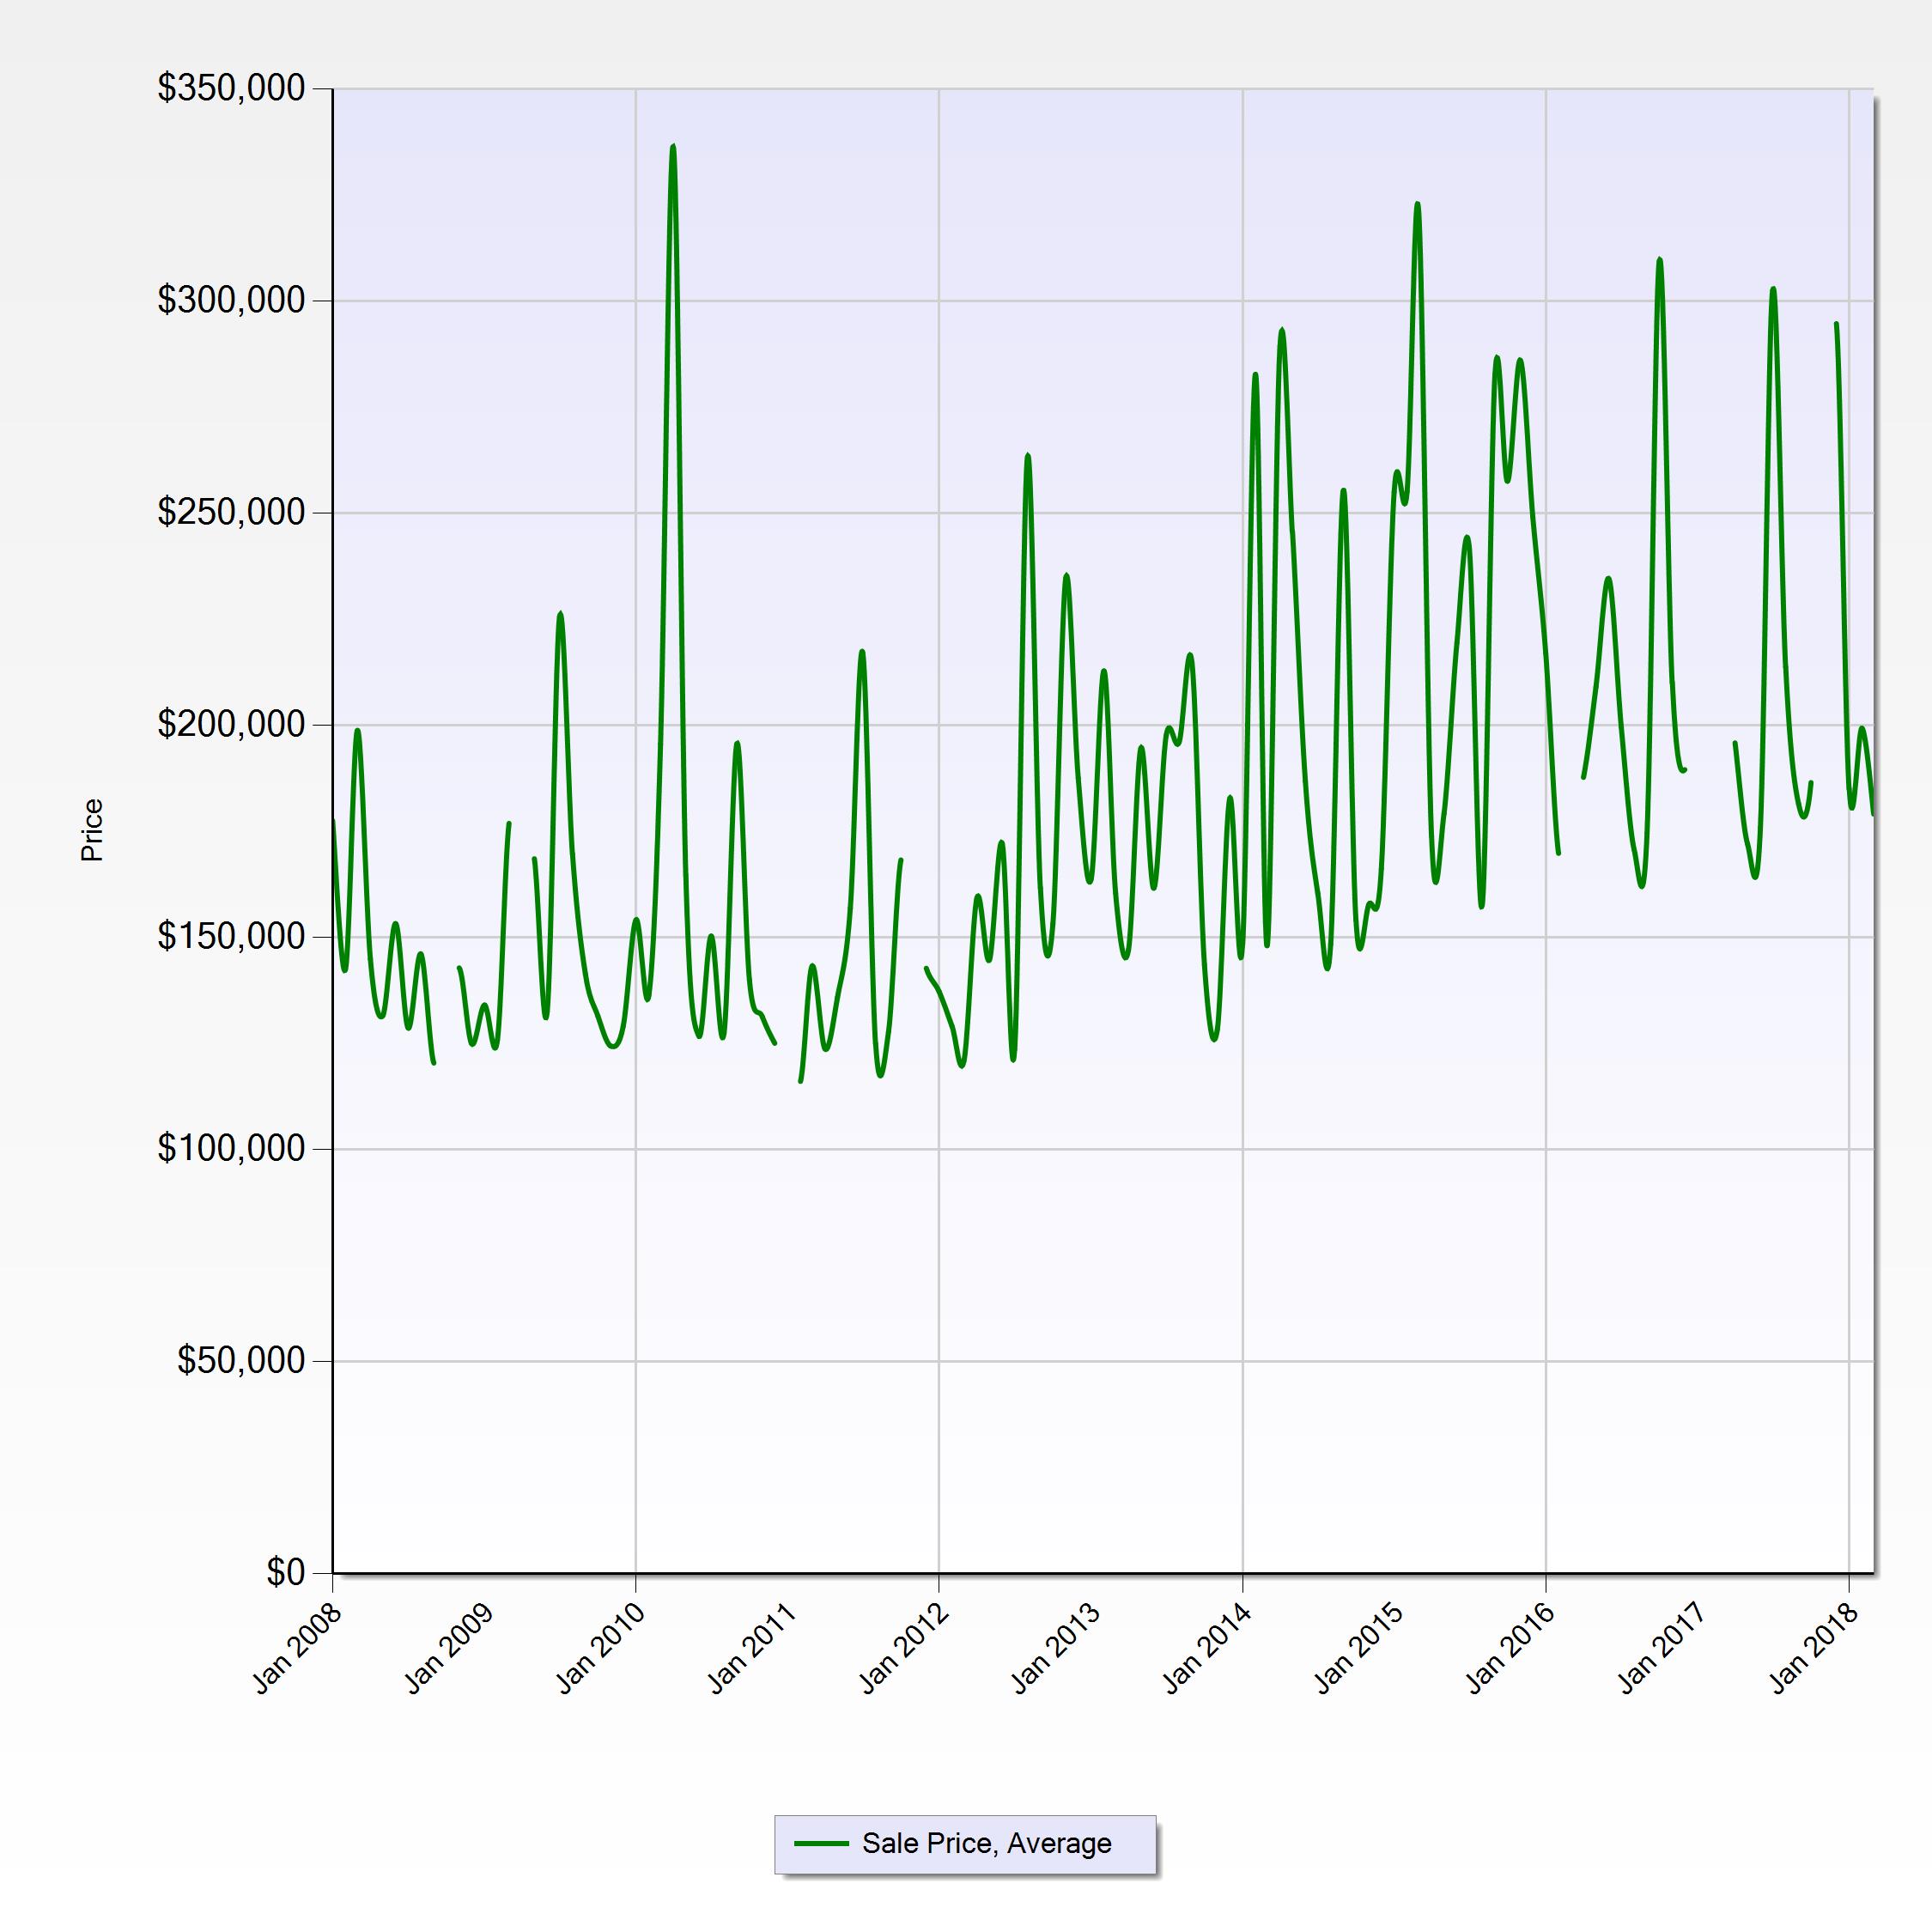 $350,000
$300,000
$250,000
$200,000
$150,000
$100,000
$50,000
$0
Price
Jan 2008
Jan 2009
Jan 2010
Jan 2011
Jan 2012
Jan 2013
Jan 2014
Jan 2015
Jan 2016
Jan 2017
Jan 2018
Sale Price, Average